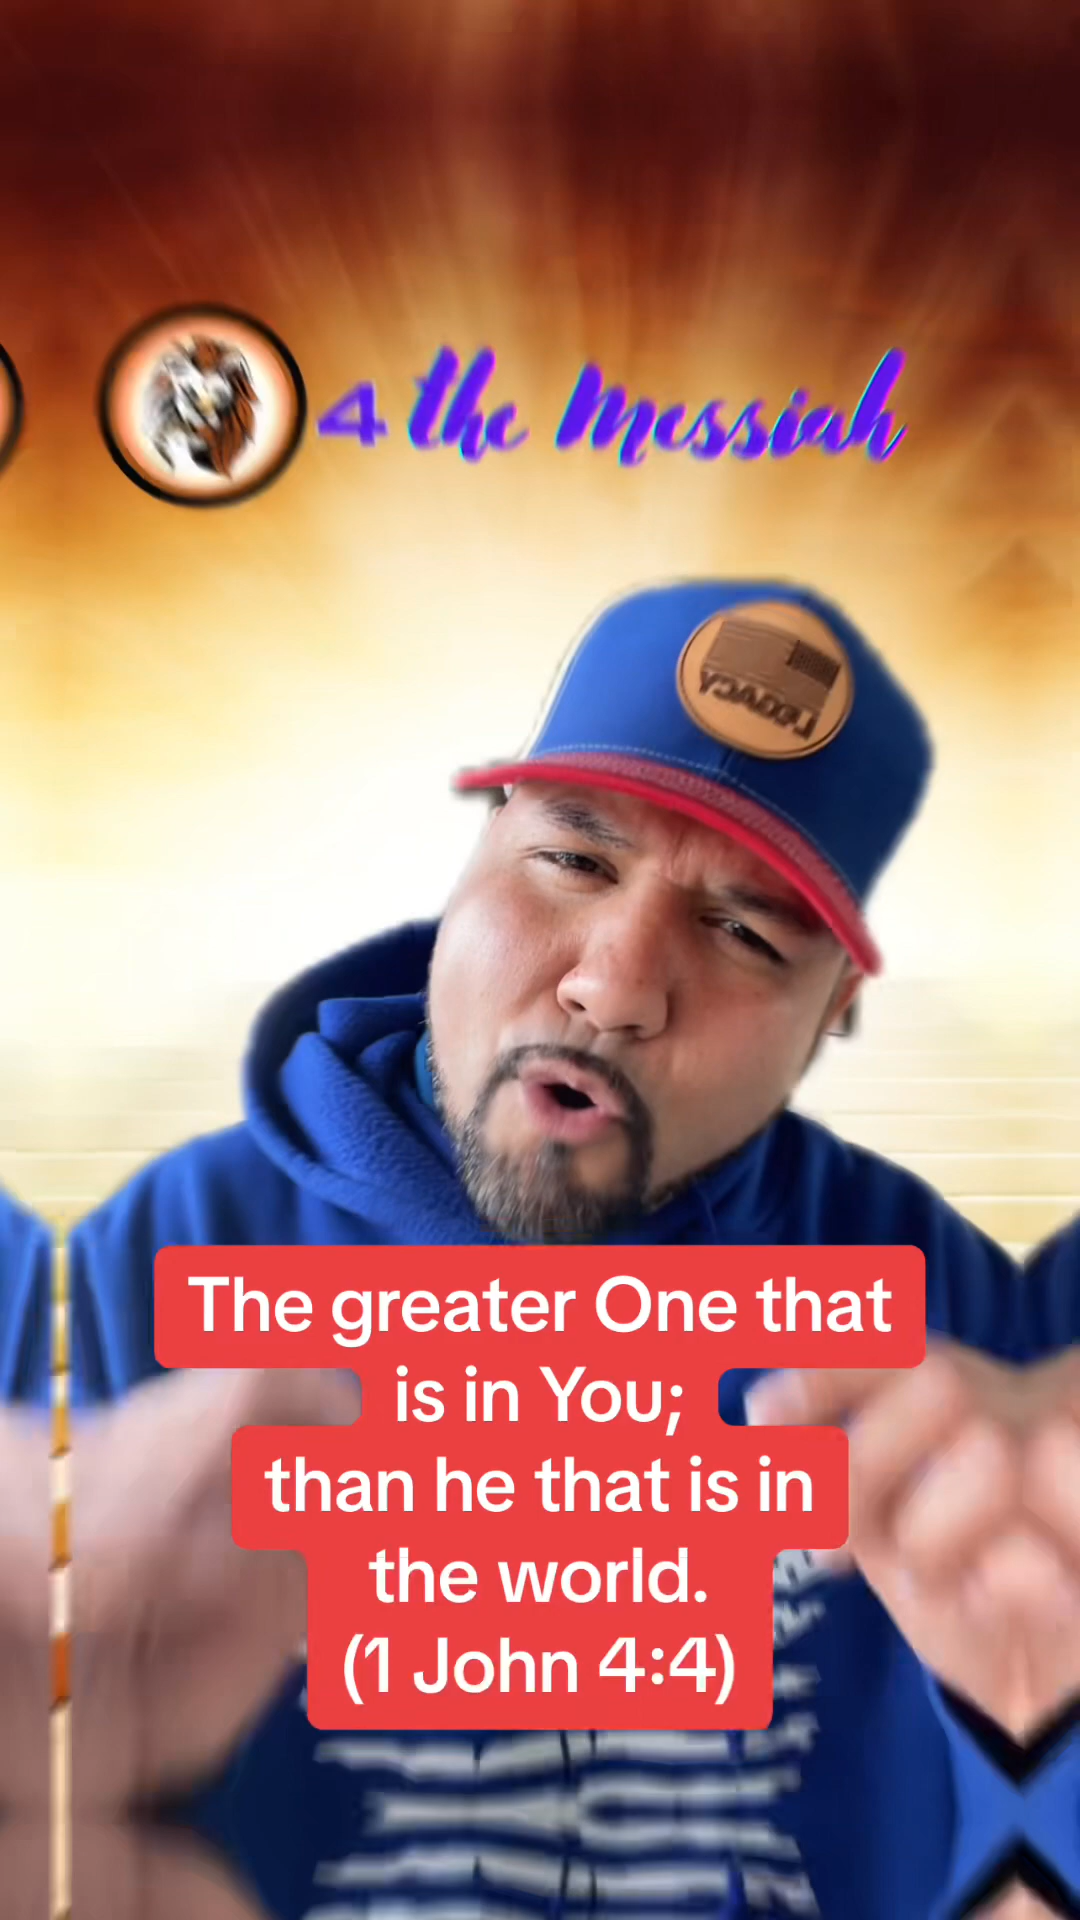 4 the Messiah
LEGACY
The greater One that
is in You;
than he that is in
the world.
(1 John 4:4)